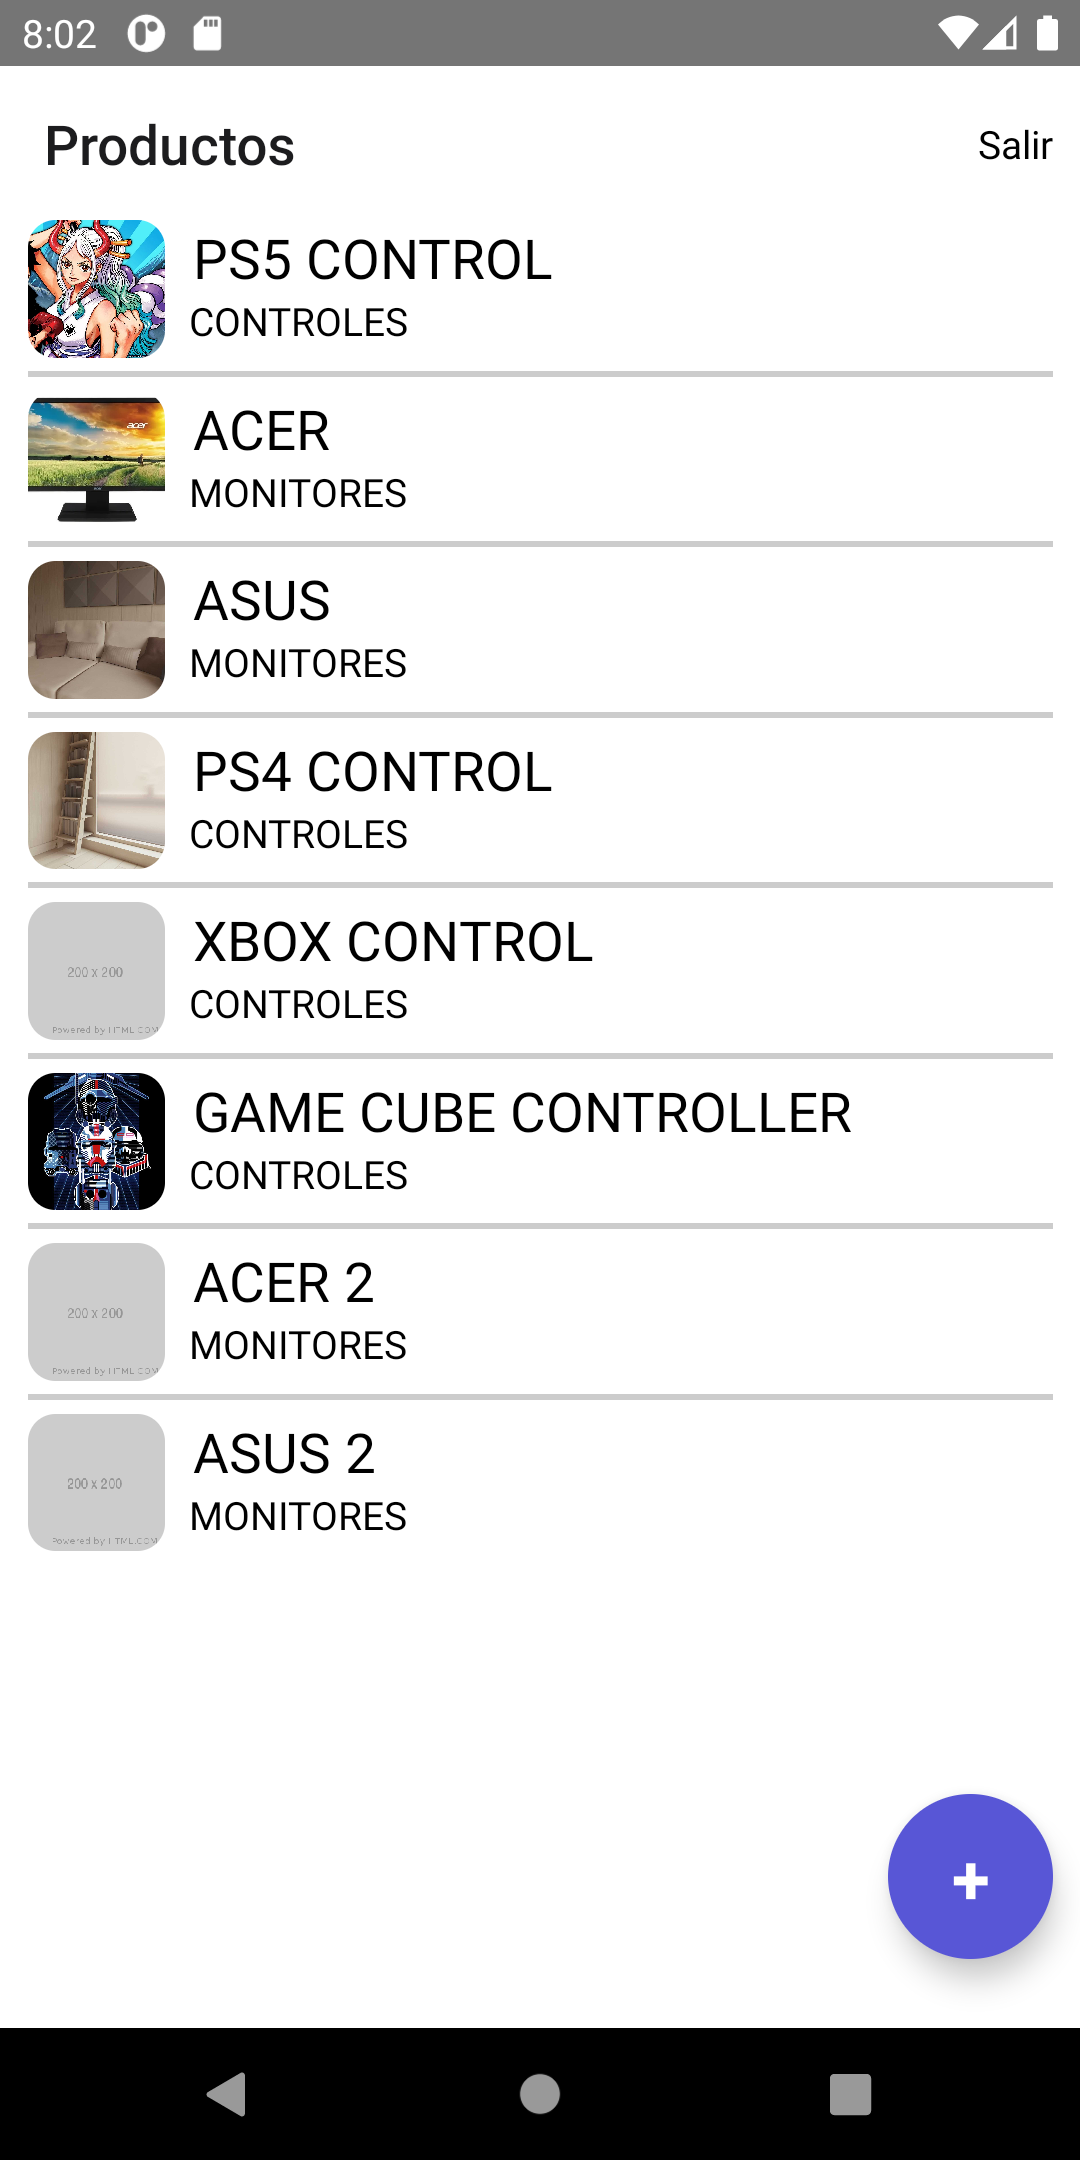 8:02
Productos
Salir
PS5 CONTROL
CONTROLES
acer
ACER
MONITORES
ASUS
MONITORES
PS4 CONTROL
CONTROLES
200 x 200
Powered by HTML.COM
XBOX CONTROL
CONTROLES
GAME CUBE CONTROLLER
CONTROLES
200 x 200
Powered by HTML.COM
ACER 2
MONITORES
200 x 200
Powered by HTML.COM
ASUS 2
MONITORES
+